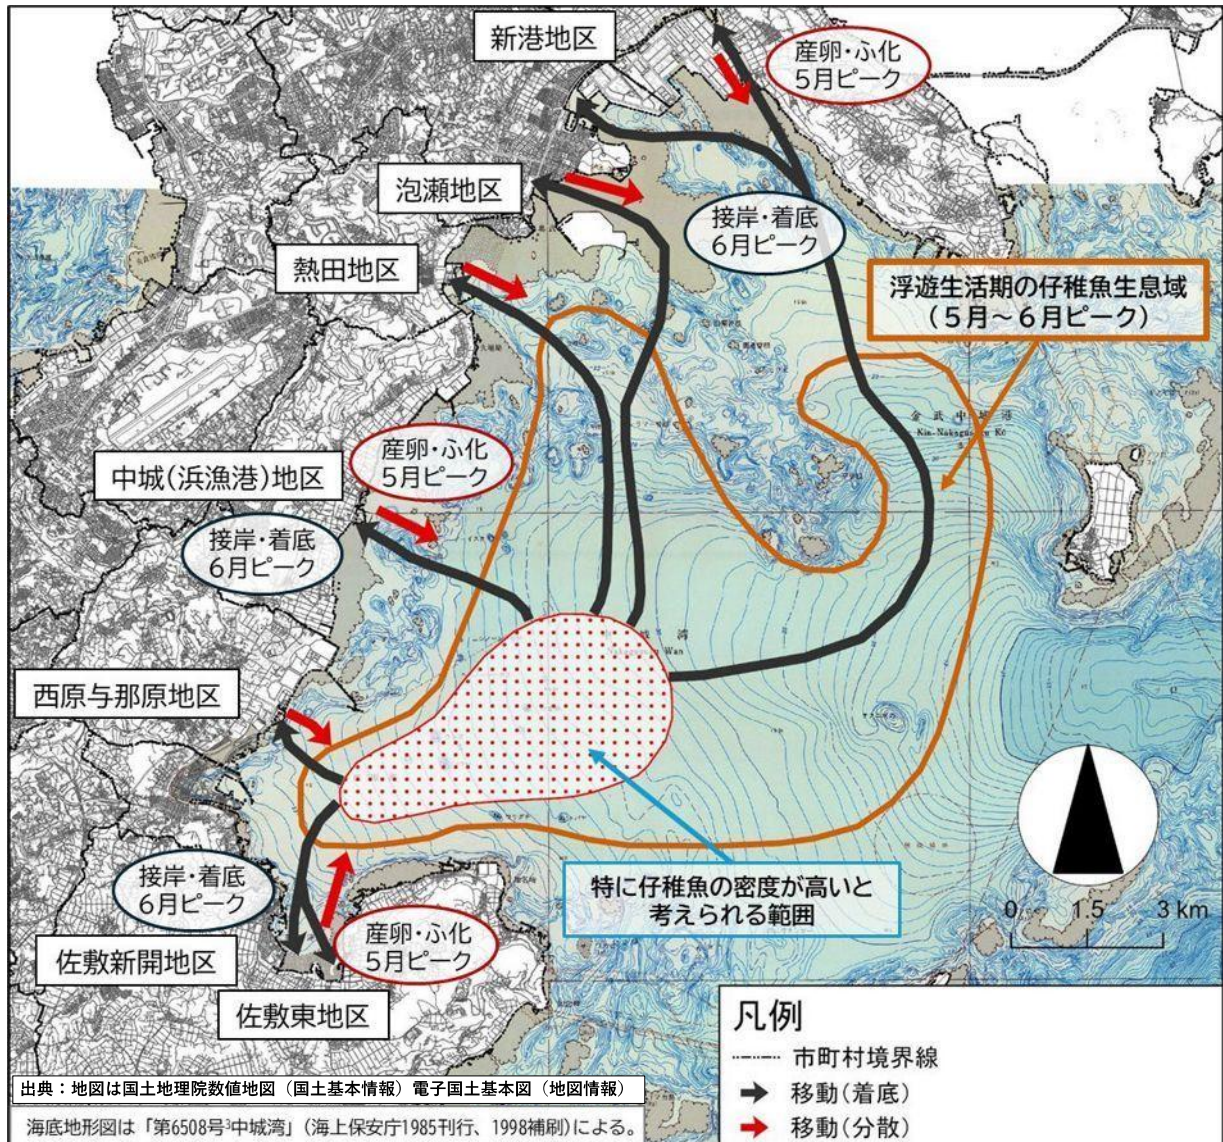 新港地区
産卵・ふ化
5月ピーク
泡瀬地区
接岸・着底
6月ピーク
熱田地区
浮遊生活期の仔稚魚生息域
（５月～６月ピーク）
金武中城港
Kin-Nakagusuku Kō
産卵・ふ化
5月ピーク
中城(浜漁港)地区
接岸・着底
6月ピーク
西原与那原地区
接岸・着底
6月ピーク
特に仔稚魚の密度が高いと
考えられる範囲
0 1.5 3 km
佐敷新開地区
産卵・ふ化
5月ピーク
佐敷東地区
凡例
市町村境界線
移動(着底)
移動(分散)
出典：地図は国土地理院数値地図（国土基本情報）電子国土基本図（地図情報）
海底地形図は「第6508号³中城湾」（海上保安庁1985刊行、1998補刷）による。